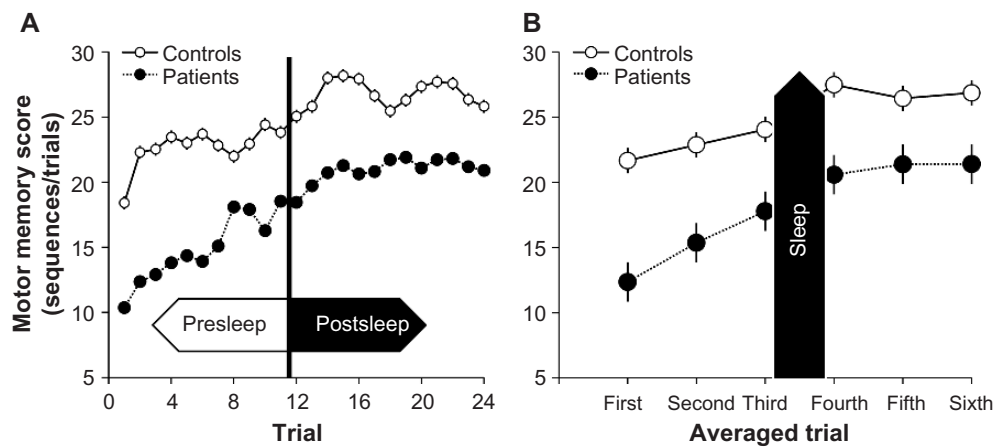 A
B
Motor memory score
(sequences/trials)
30
25
20
15
10
5
Controls
Patients
Presleep
Postsleep
0
4
8
12
16
20
24
Trial
30
25
20
15
10
5
Controls
Patients
Sleep
0
First
Second
Third
Fourth
Fifth
Sixth
Averaged trial